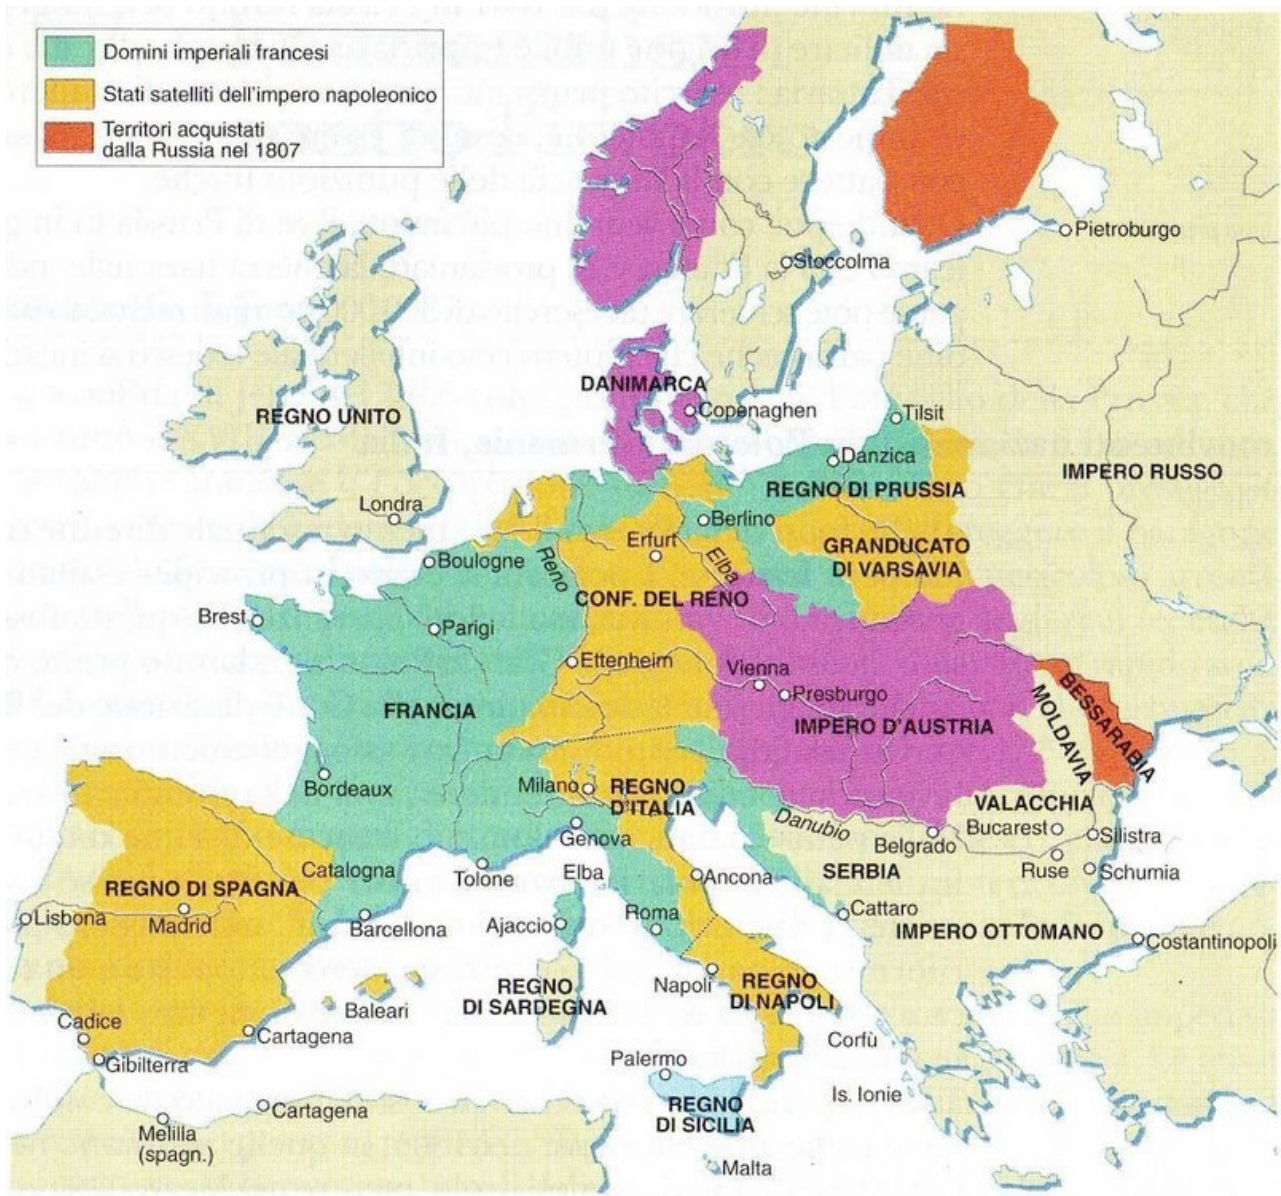 Domini imperiali francesi
Stati satelliti dell'impero napoleonico
Territori acquistati
dalla Russia nel 1807
Pietroburgo
Stoccolma
DANIMARCA
Copenaghen
Tilsit
REGNO UNITO
Danzica
IMPERO RUSSO
REGNO DI PRUSSIA
Londra
Berlino
Erfurt
GRANDUCATO
DI VARSAVIA
Boulogne
Reno
Elba
CONF. DEL RENO
Brest
Parigi
Ettenheim
Vienna
Presburgo
BESSARABIA
MOLDAVIA
FRANCIA
IMPERO D'AUSTRIA
Bordeaux
Milano
REGNO
D'ITALIA
VALACCHIA
Genova
Danubio
Belgrado
Bucarest
Silistra
Catalogna
Tolone
Elba
Ancona
SERBIA
Ruse
Schumia
REGNO DI SPAGNA
Lisbona
Madrid
Barcellona
Ajaccio
Roma
Cattaro
IMPERO OTTOMANO
Costantinopoli
REGNO
DI SARDEGNA
Napoli
REGNO
DI NAPOLI
Baleari
Cadice
Cartagena
Corfù
Gibilterra
Palermo
Is. Ionie
Cartagena
REGNO
DI SICILIA
Melilla
(spagn.)
Malta